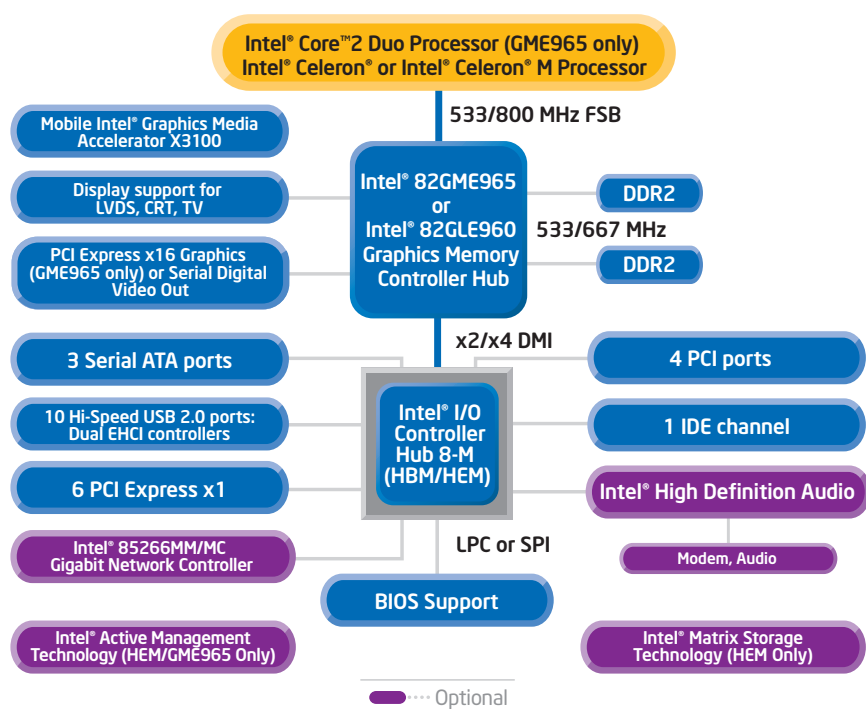 Intel® Core™2 Duo Processor (GME965 only)
Intel® Celeron® or Intel® Celeron® M Processor
533/800 MHz FSB
Mobile Intel® Graphics Media
Accelerator X3100
Display support for
LVDS, CRT, TV
PCI Express x16 Graphics
(GME965 only) or Serial Digital
Video Out
Intel® 82GME965
or
Intel® 82GLE960
Graphics Memory
Controller Hub
DDR2
533/667 MHz
DDR2
x2/x4 DMI
3 Serial ATA ports
10 Hi-Speed USB 2.0 ports:
Dual EHCI controllers
6 PCI Express x1
Intel® 85266MM/MC
Gigabit Network Controller
Intel® I/O
Controller
Hub 8-M
(HBM/HEM)
4 PCI ports
1 IDE channel
Intel® High Definition Audio
Modem, Audio
LPC or SPI
BIOS Support
Intel® Active Management
Technology (HEM/GME965 Only)
Intel® Matrix Storage
Technology (HEM Only)
Optional